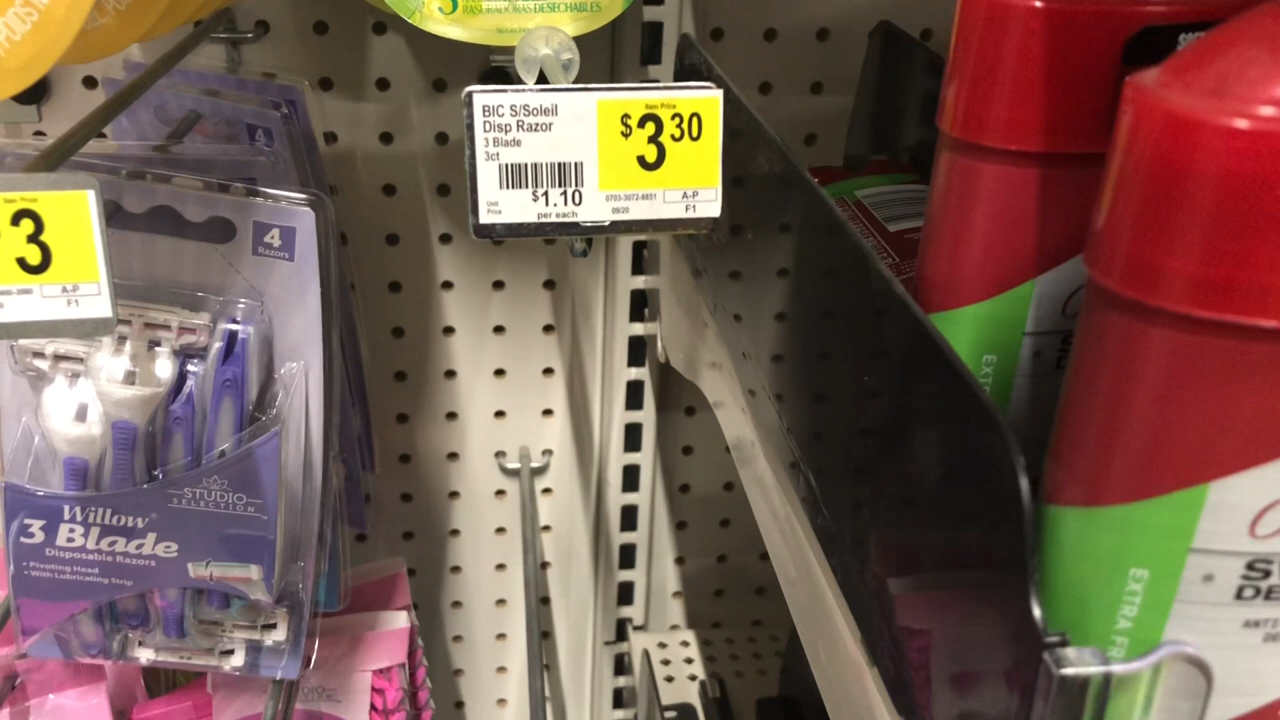 3
RASURADORAS DESECHABLES
BIC S/Soleil
Disp Razor
3 Blade
3ct
Item Price
$3 30
Unit
Price
$1.10
per each
0703-3072-8851
09/20
A-P
F1
Item Price
3
A-P
F1
4
4
Razors
STUDIO
SELECTION
Willow
3 Blade
Disposable Razors
• Pivoting Head
• With Lubricating Strip
EXTRA FR
EXT